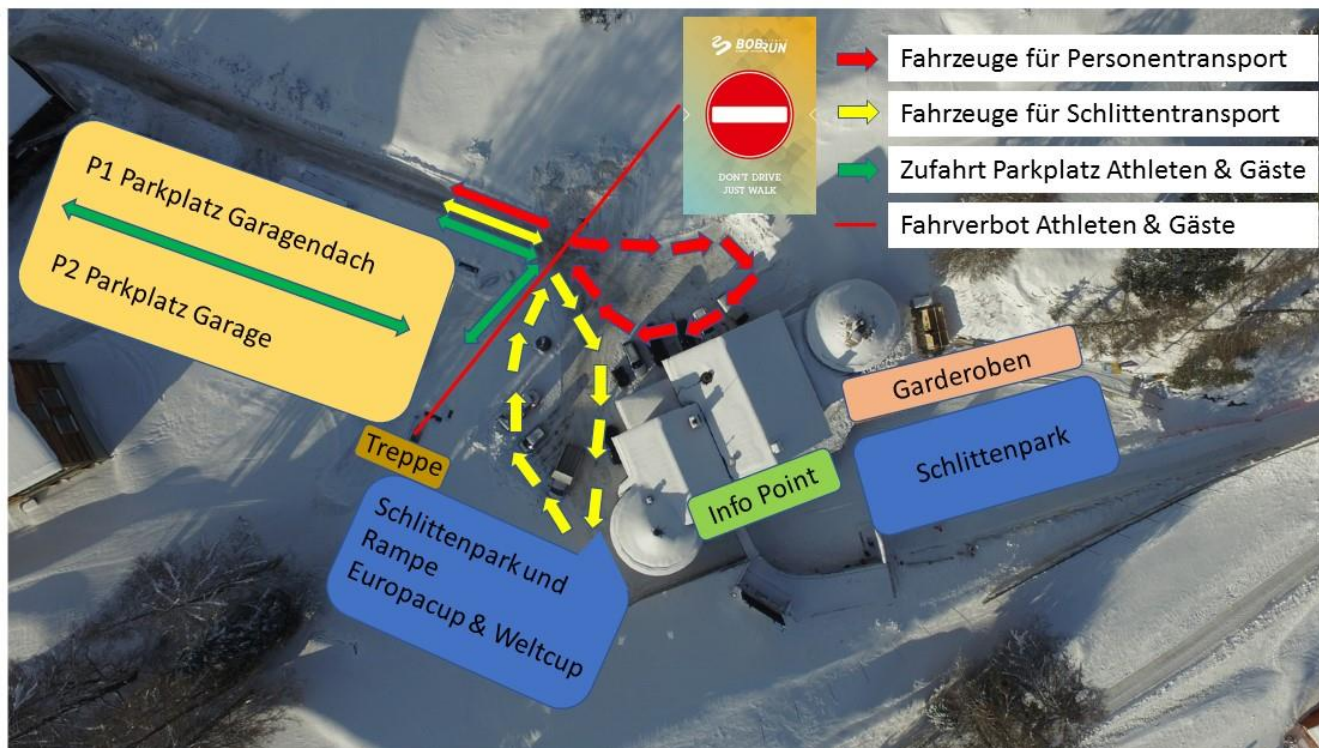 BOBRUN
DON'T DRIVE
JUST WALK
Fahrzeuge für Personentransport
Fahrzeuge für Schlittentransport
Zufahrt Parkplatz Athleten & Gäste
Fahrverbot Athleten & Gäste
P1 Parkplatz Garagendach
P2 Parkplatz Garage
Treppe
Schlittenpark und
Rampe
Europacup & Weltcup
Info Point
Garderoben
Schlittenpark